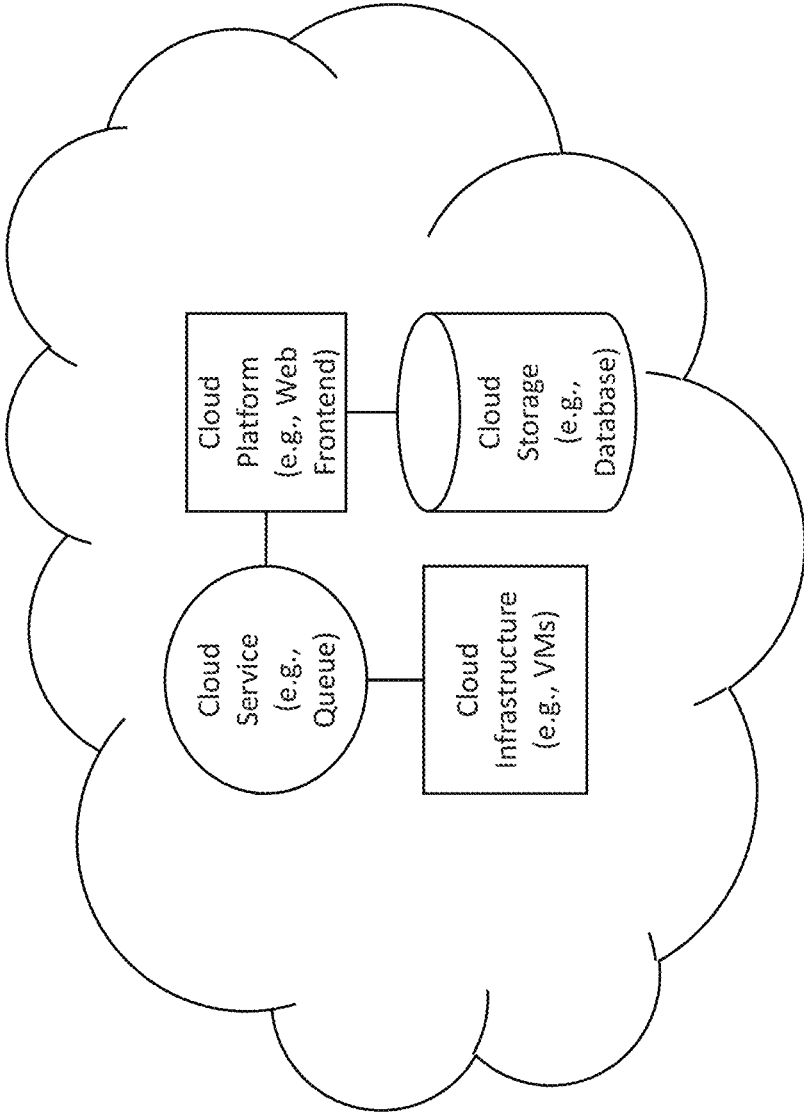 Cloud
Service
(e.g.,
Queue)
Cloud
Platform
(e.g., Web
Frontend)
Cloud
Infrastructure
(e.g., VMs)
Cloud
Storage
(e.g.,
Database)